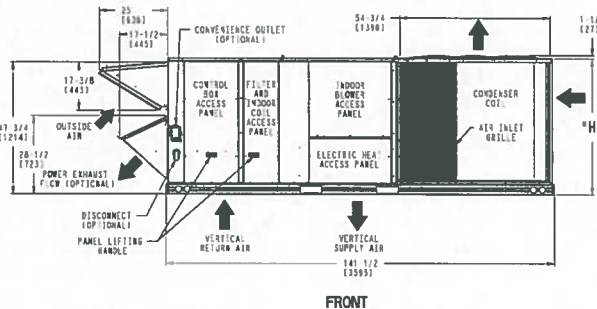 25
[636]
17-1/2
[445]
CONVENIENCE OUTLET
(OPTIONAL)
54-3/4
[1390]
1-1
[27]
17-3/8
[443]
OUTSIDE
AIR
47-3/4
[1214]
28-1/2
[723]
POWER EXHAUST
FLOW (OPTIONAL)
CONTROL
BOX
ACCESS
PANEL
FILTER
AND
INDOOR
COIL
ACCESS
PANEL
INDOOR
BLOWER
ACCESS
PANEL
ELECTRIC HEAT
ACCESS PANEL
CONDENSER
COIL
AIR INLET
GRILLE
"H
DISCONNECT
(OPTIONAL)
PANEL LIFTING
HANDLE
VERTICAL
RETURN AIR
VERTICAL
SUPPLY AIR
141-1/2
[3595]
FRONT